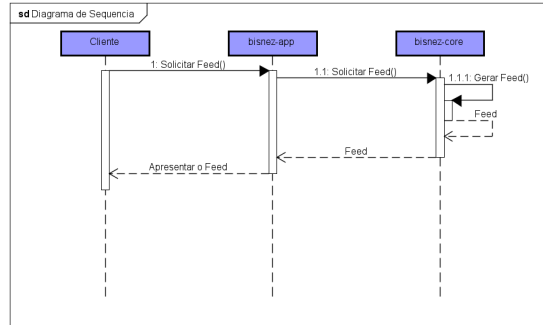 sd Diagrama de Sequencia
Cliente
bisnez-app
bisnez-core
1: Solicitar Feed()
1.1: Solicitar Feed()
1.1.1: Gerar Feed()
Feed
Feed
Apresentar o Feed